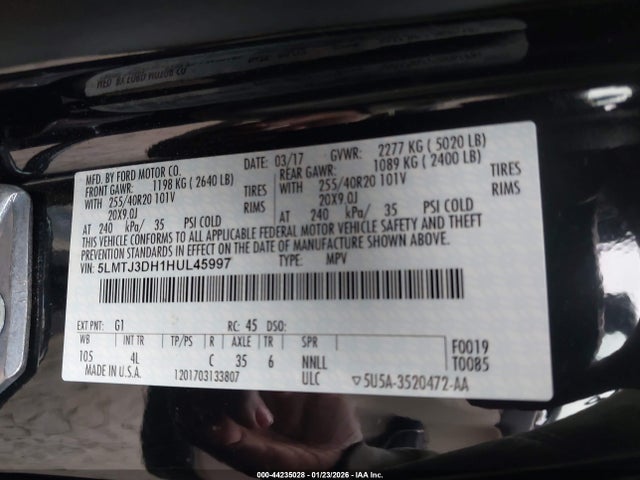 MFD. BY FORD MOTOR CO. DATE: 03/17 GVWR: 2277 KG ( 5020 LB)
FRONT GAWR: 1198 KG ( 2640 LB) REAR GAWR: 1089 KG ( 2400 LB)
WITH 255/40R20 101V TIRES WITH 255/40R20 101V TIRES
20X9.0J RIMS 20X9.0J RIMS
AT 240 kPa/ 35 PSI COLD AT 240 kPa/ 35 PSI COLD
THIS VEHICLE CONFORMS TO ALL APPLICABLE FEDERAL MOTOR VEHICLE SAFETY AND THEFT
PREVENTION STANDARDS IN EFFECT ON THE DATE OF MANUFACTURE SHOWN ABOVE.
VIN: 5LMTJ3DH1HUL45997 TYPE: MPV
EXT PNT: G1 RC: 45 DSO:
WB INT TR TP/PS R AXLE TR SPR F0019
105 4L C 35 6 NNLL T0085
MADE IN U.S.A. 1201703133807 ULC ▽5U5A-3520472-AA
000-44235028 - 01/23/2026 - IAA Inc.